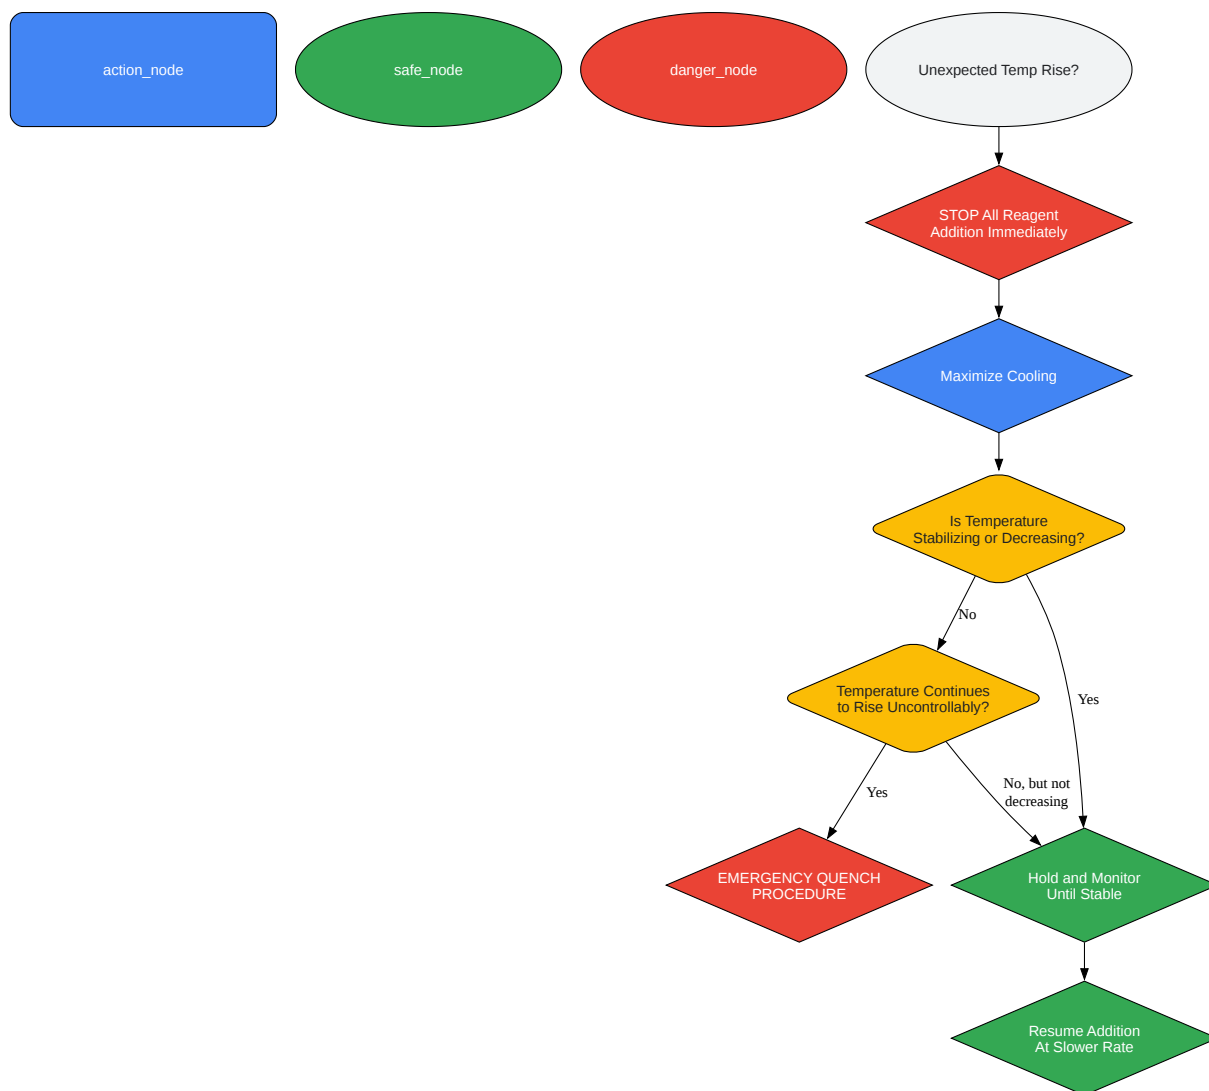 action_node
safe_node
danger_node
Unexpected Temp Rise?
STOP All Reagent
Addition Immediately
Maximize Cooling
Is Temperature
Stabilizing or Decreasing?
No
Temperature Continues
to Rise Uncontrollably?
Yes
Yes
No, but not
decreasing
EMERGENCY QUENCH
PROCEDURE
Hold and Monitor
Until Stable
Resume Addition
At Slower Rate